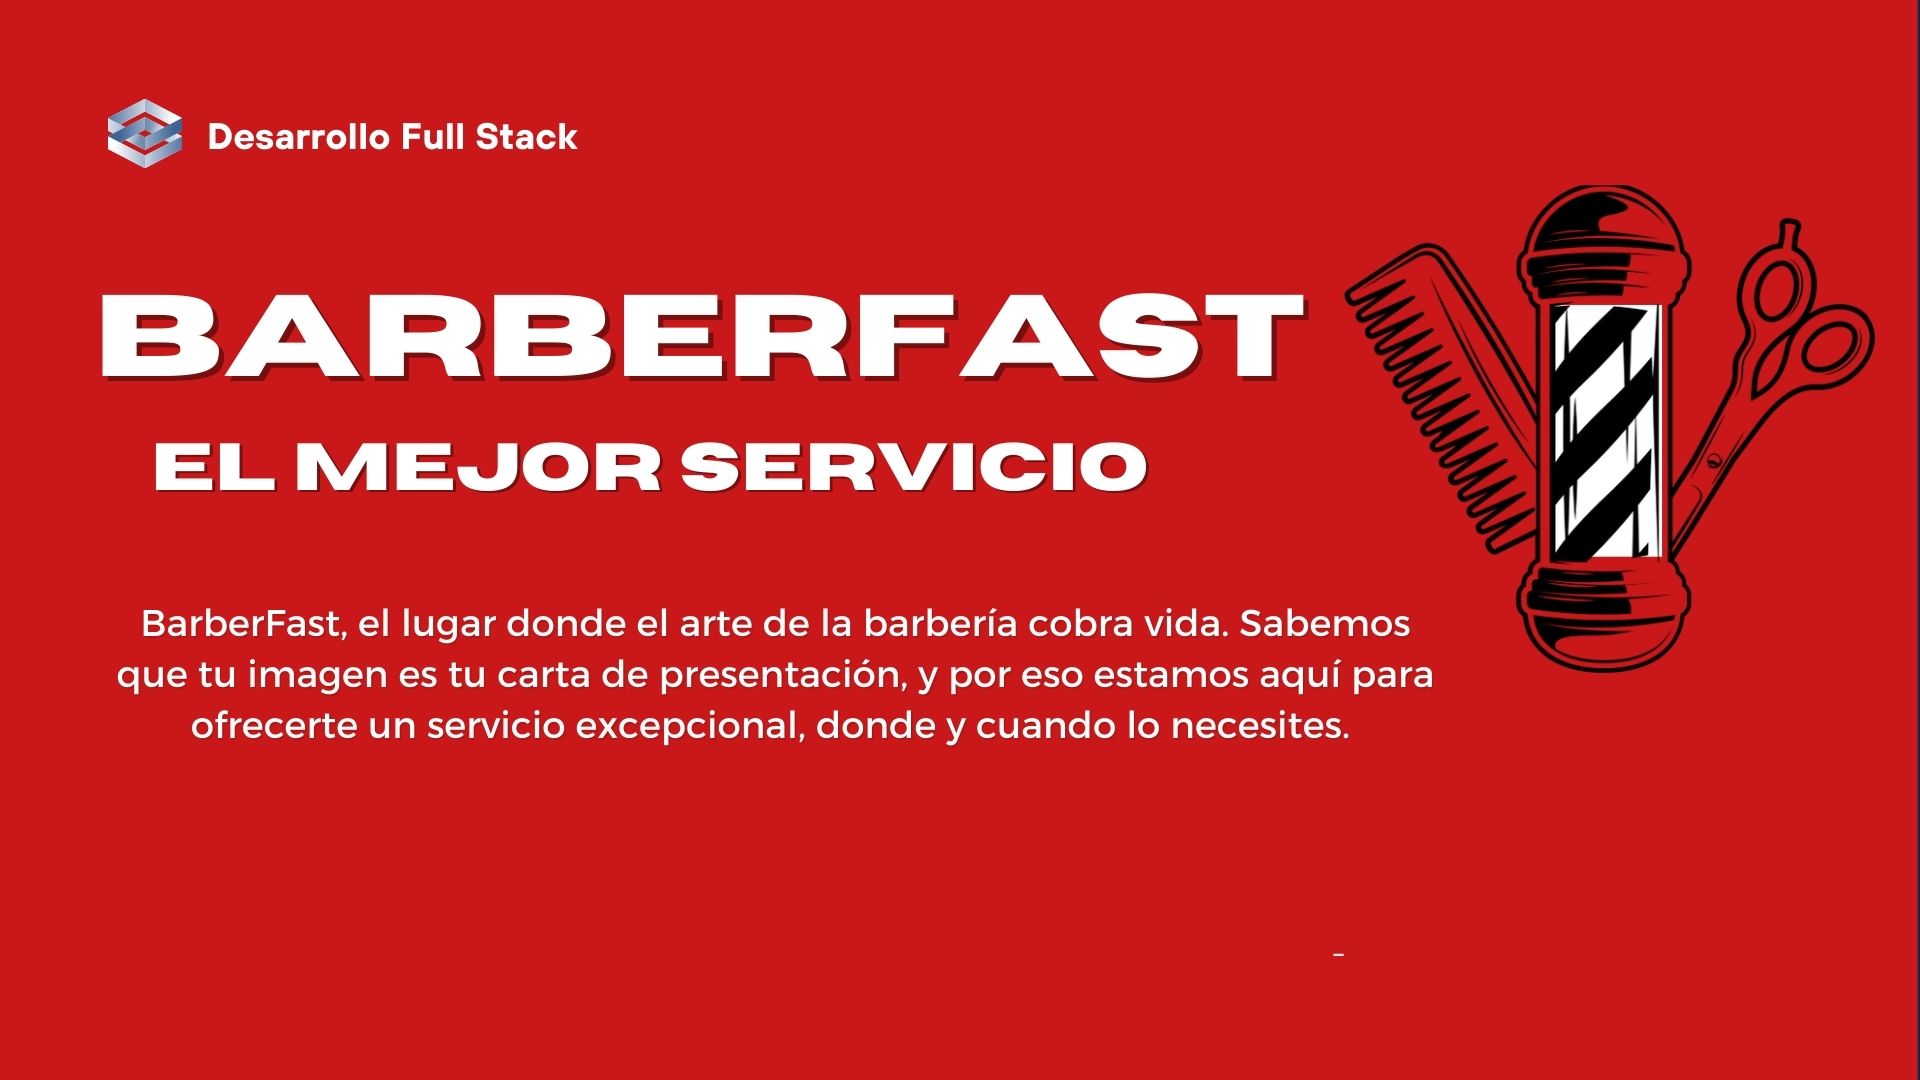 Desarrollo Full Stack
BARBERFAST
EL MEJOR SERVICIO
BarberFast, el lugar donde el arte de la barbería cobra vida. Sabemos
que tu imagen es tu carta de presentación, y por eso estamos aquí para
ofrecerte un servicio excepcional, donde y cuando lo necesites.
-